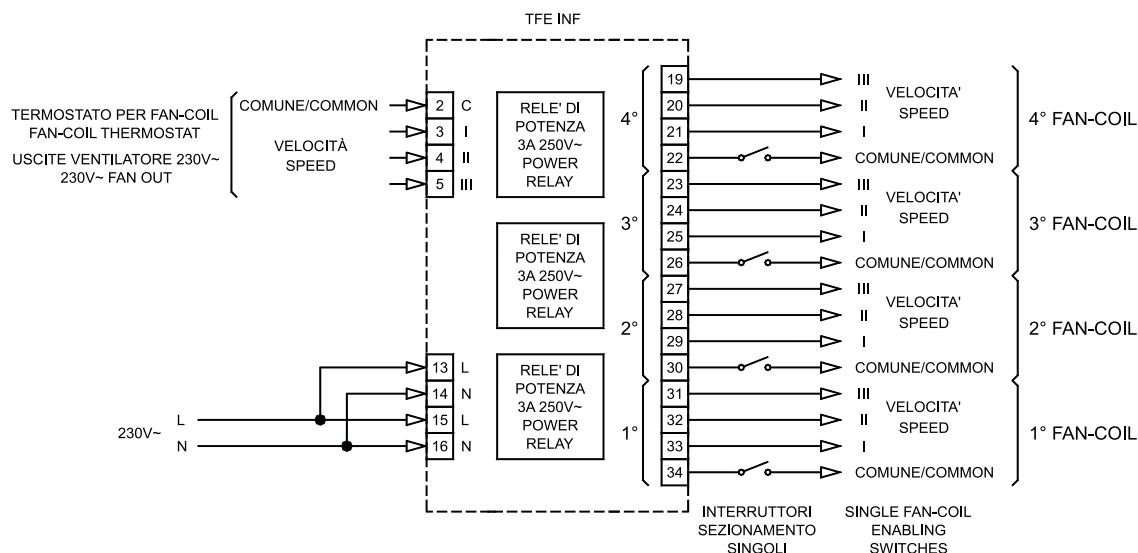 TFE INF
TERMOSTATO PER FAN-COIL
FAN-COIL THERMOSTAT
USCITE VENTILATORE 230V~
230V~ FAN OUT
COMUNE/COMMON
VELOCITÀ
SPEED
2 C
3 I
4 II
5 III
RELE' DI
POTENZA
3A 250V~
POWER
RELAY
RELE' DI
POTENZA
3A 250V~
POWER
RELAY
RELE' DI
POTENZA
3A 250V~
POWER
RELAY
230V~
L
N
13 L
14 N
15 L
16 N
4°
19 III
20 II
21 I
22 COMUNE/COMMON
VELOCITA'
SPEED
4° FAN-COIL
3°
23 III
24 II
25 I
26 COMUNE/COMMON
VELOCITA'
SPEED
3° FAN-COIL
2°
27 III
28 II
29 I
30 COMUNE/COMMON
VELOCITA'
SPEED
2° FAN-COIL
1°
31 III
32 II
33 I
34 COMUNE/COMMON
VELOCITA'
SPEED
1° FAN-COIL
INTERRUTTORI
SEZIONAMENTO
SINGOLI
SINGLE FAN-COIL
ENABLING
SWITCHES